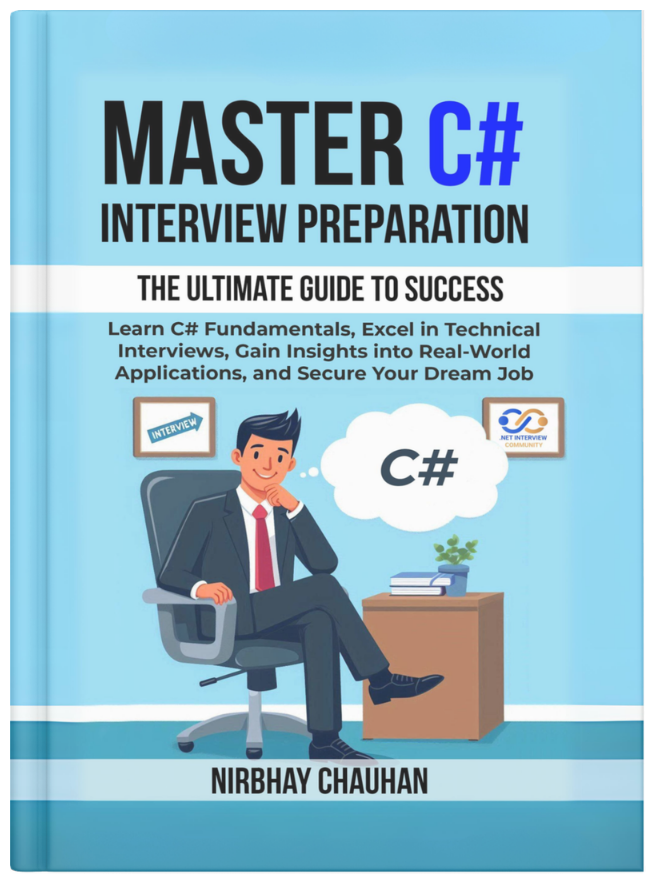 MASTER C#
INTERVIEW PREPARATION
THE ULTIMATE GUIDE TO SUCCESS
Learn C# Fundamentals, Excel in Technical
Interviews, Gain Insights into Real-World
Applications, and Secure Your Dream Job
INTERVIEW
C#
.NET INTERVIEW
COMMUNITY
NIRBHAY CHAUHAN